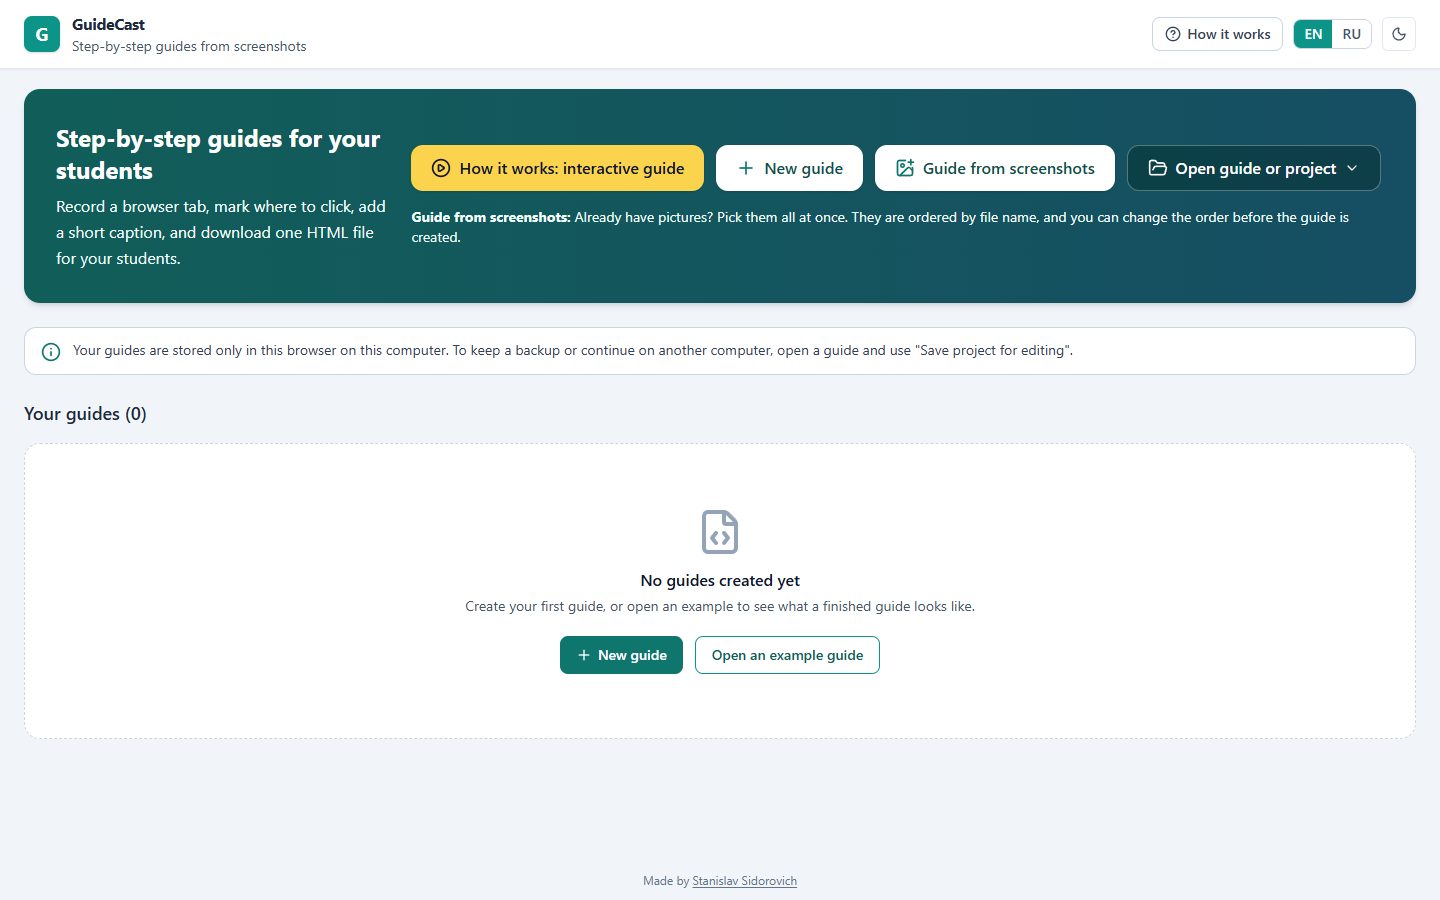 G
GuideCast
Step-by-step guides from screenshots
How it works
EN
RU
Step-by-step guides for your
students
Record a browser tab, mark where to click, add
a short caption, and download one HTML file
for your students.
How it works: interactive guide
New guide
Guide from screenshots
Open guide or project
Guide from screenshots: Already have pictures? Pick them all at once. They are ordered by file name, and you can change the order before the guide is
created.
Your guides are stored only in this browser on this computer. To keep a backup or continue on another computer, open a guide and use "Save project for editing".
Your guides (0)
No guides created yet
Create your first guide, or open an example to see what a finished guide looks like.
New guide
Open an example guide
Made by Stanislav Sidorovich